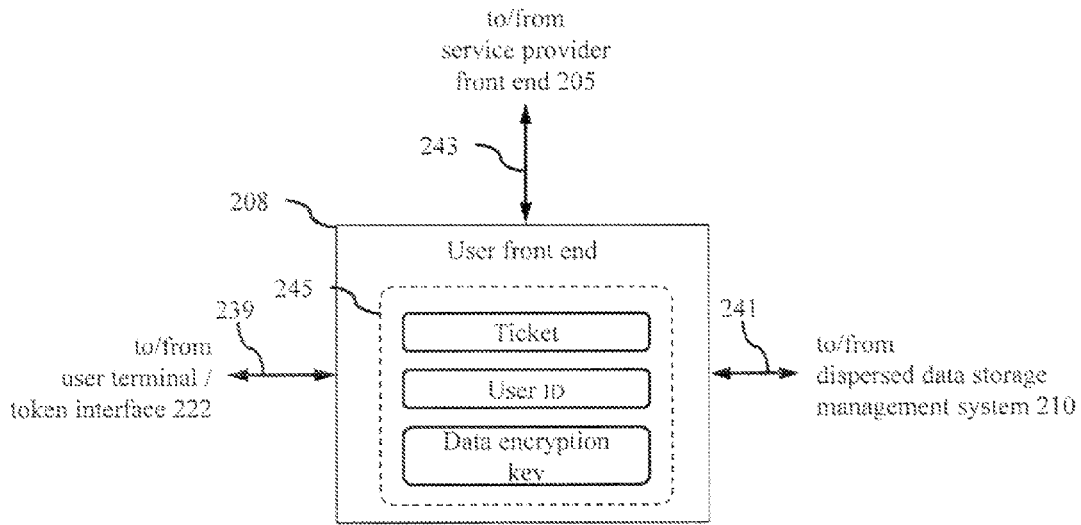 to/from
service provider
front end 205
243
208
User front end
245
Ticket
User ID
Data encryption
key
239
to/from
user terminal /
token interface 222
241
to/from
dispersed data storage
management system 210